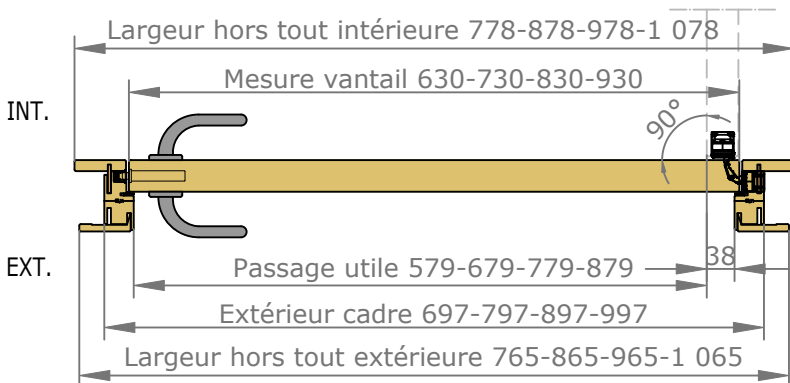 Largeur hors tout intérieure 778-878-978-1 078
Mesure vantail 630-730-830-930
INT.
90°
EXT.
Passage utile 579-679-779-879
38
Extérieur cadre 697-797-897-997
Largeur hors tout extérieure 765-865-965-1 065